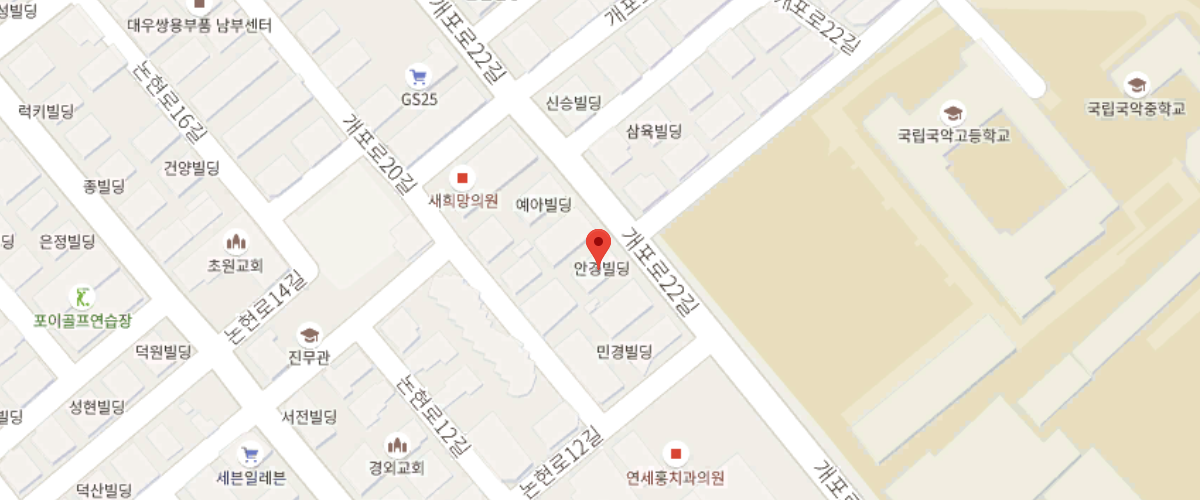 성빌딩
대우쌍용부품 남부센터
개포로22길
개포로22길
논현로16길
GS25
신승빌딩
국립국악중학교
럭키빌딩
개포로20길
삼육빌딩
국립국악고등학교
건양빌딩
종빌딩
새희망의원
예아빌딩
은정빌딩
초원교회
안경빌딩
개포로22길
논현로14길
포이골프연습장
덕원빌딩
진무관
민경빌딩
성현빌딩
빌딩
서전빌딩
논현로12길
경외교회
논현로12길
세븐일레븐
연세홍치과의원
덕산빌딩